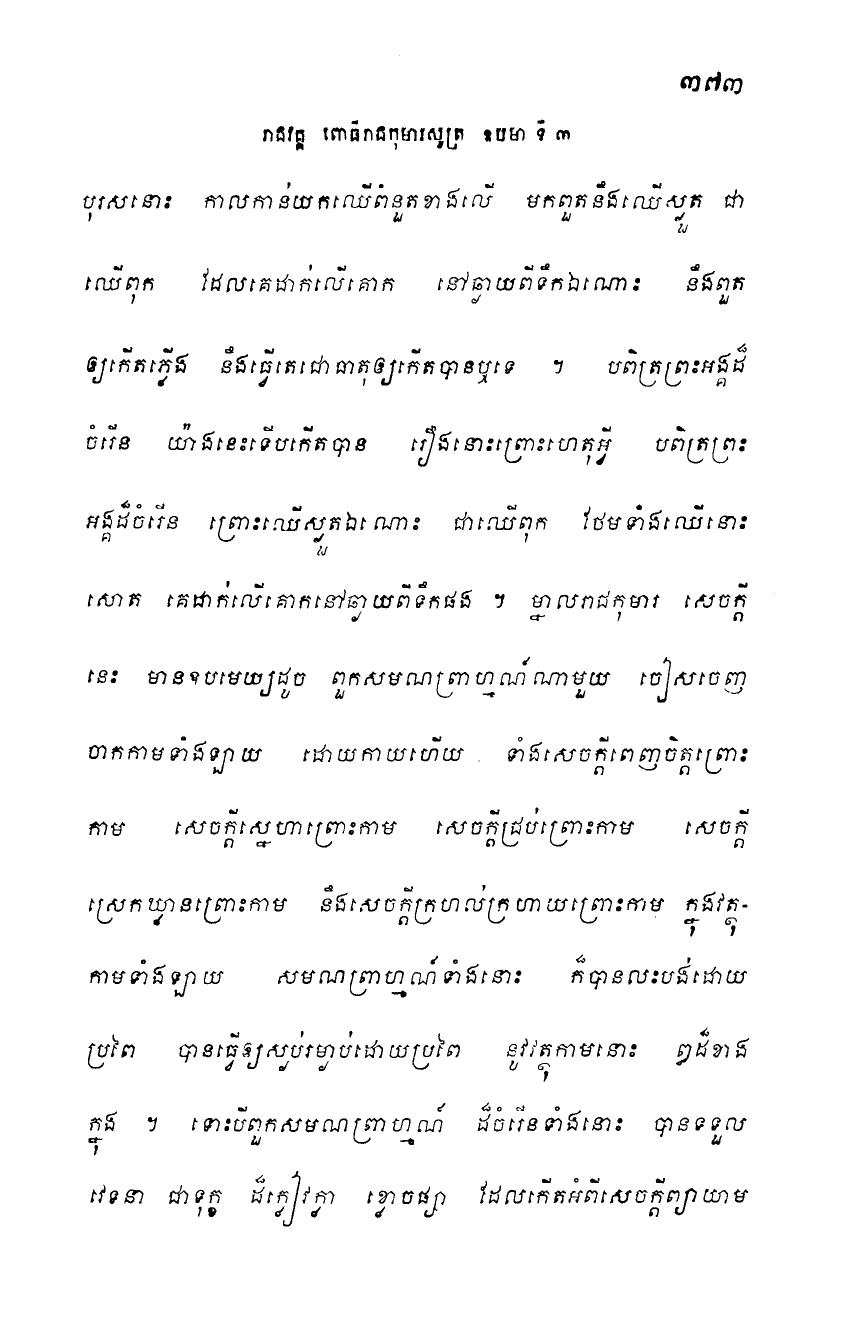 ៣៧៣
រាជវគ្គ ពោធិរាជកុមារសូត្រ ឧបមា ទី ៣
បុរសនោះ កាលកាន់យកឈើពំនួតខាងលើ មកពួតនឹងឈើស្ងួត ជា
ឈើពុក ដែលគេដាក់លើគោក នៅឆ្ងាយពីទឹកឯណោះ នឹងពួត
ឲ្យកើតភ្លើង នឹងធ្វើតេជោធាតុឲ្យកើតបានឬទេ ។ បពិត្រព្រះអង្គដ៏
ចំរើន យ៉ាងនេះទើបកើតបាន រឿងនោះព្រោះហេតុអ្វី បពិត្រព្រះ
អង្គដ៏ចំរើន ព្រោះឈើស្ងួតឯណោះ ជាឈើពុក ថែមទាំងឈើនោះ
សោត គេដាក់លើគោកនៅឆ្ងាយពីទឹកផង ។ ម្នាលរាជកុមារ សេចក្តី
នេះ មានឧបមេយ្យដូច ពួកសមណព្រាហ្មណ៍ណាមួយ ចៀសចេញ
ចាកកាមទាំងឡាយ ដោយកាយហើយ ទាំងសេចក្តីពេញចិត្តព្រោះ
កាម សេចក្តីស្នេហាព្រោះកាម សេចក្តីជ្រប់ព្រោះកាម សេចក្តី
ស្រេកឃ្លានព្រោះកាម នឹងសេចក្តីក្រហល់ក្រហាយព្រោះកាម ក្នុងវត្ថុ-
កាមទាំងឡាយ សមណព្រាហ្មណ៍ទាំងនោះ ក៏បានលះបង់ដោយ
ប្រពៃ បានធ្វើឲ្យស្ងប់រម្ងាប់ដោយប្រពៃ នូវវត្ថុកាមនោះ ឰដ៏ខាង
ក្នុង ។ ទោះបីពួកសមណព្រាហ្មណ៍ ដ៏ចំរើនទាំងនោះ បានទទួល
វេទនា ជាទុក្ខ ដ៏ក្លៀវក្លា ខ្លោចផ្សា ដែលកើតអំពីសេចក្តីព្យាយាម